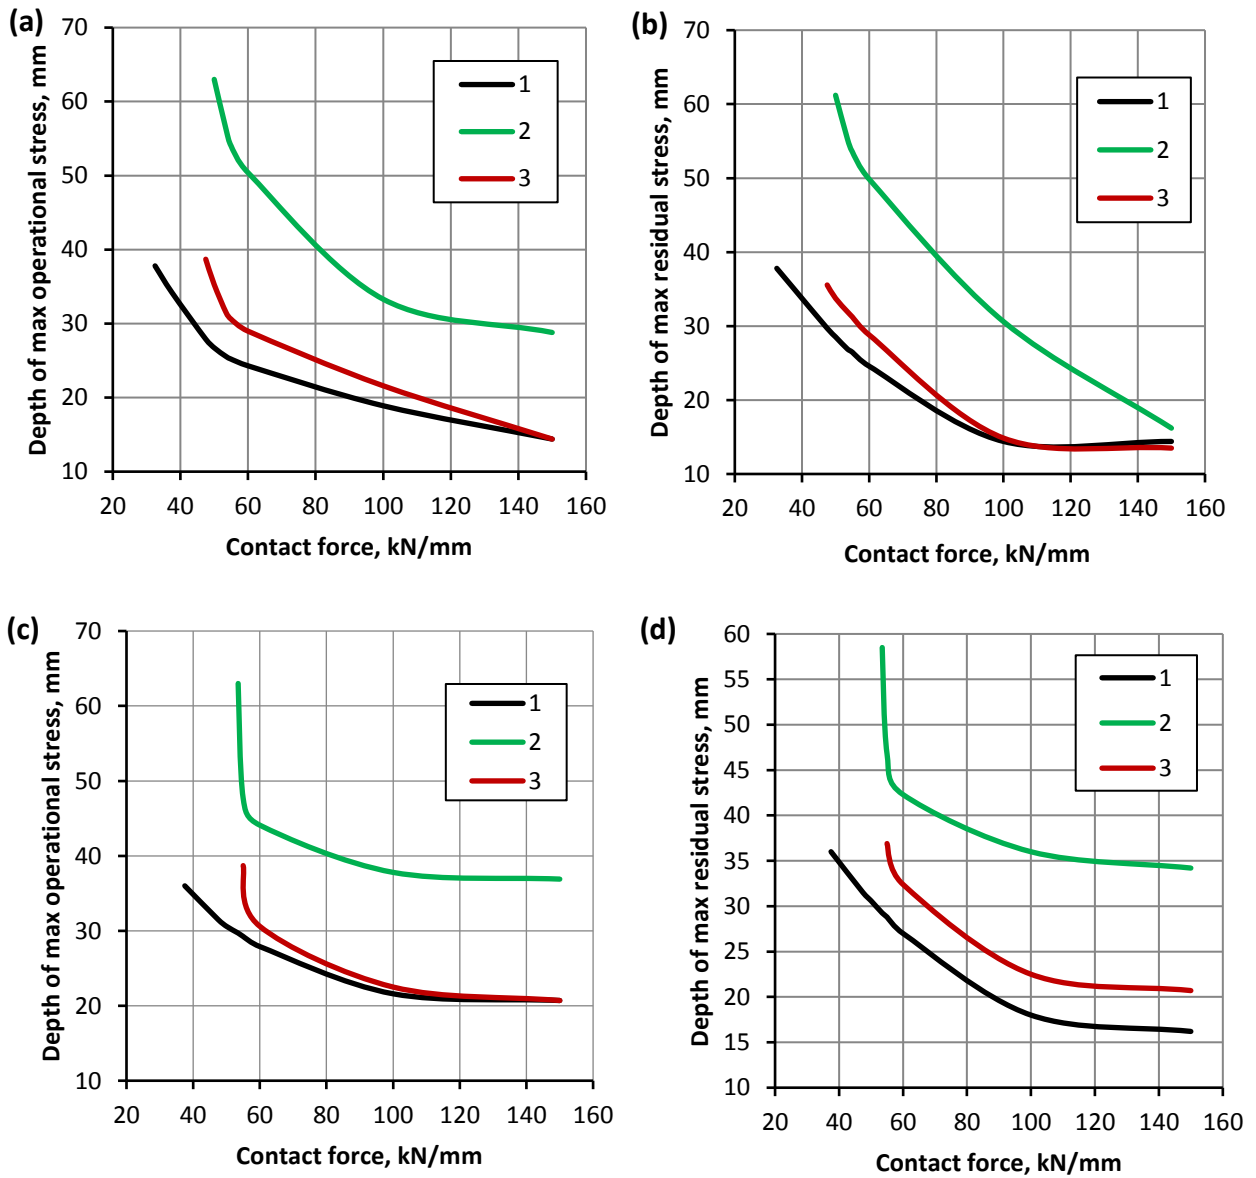 (a)
Depth of max operational stress, mm
70
60
50
40
30
20
10
20 40 60 80 100 120 140 160
Contact force, kN/mm
1
2
3
(b)
Depth of max residual stress, mm
70
60
50
40
30
20
10
20 40 60 80 100 120 140 160
Contact force, kN/mm
1
2
3
(c)
Depth of max operational stress, mm
70
60
50
40
30
20
10
20 40 60 80 100 120 140 160
Contact force, kN/mm
1
2
3
(d)
Depth of max residual stress, mm
60
55
50
45
40
35
30
25
20
15
10
20 40 60 80 100 120 140 160
Contact force, kN/mm
1
2
3